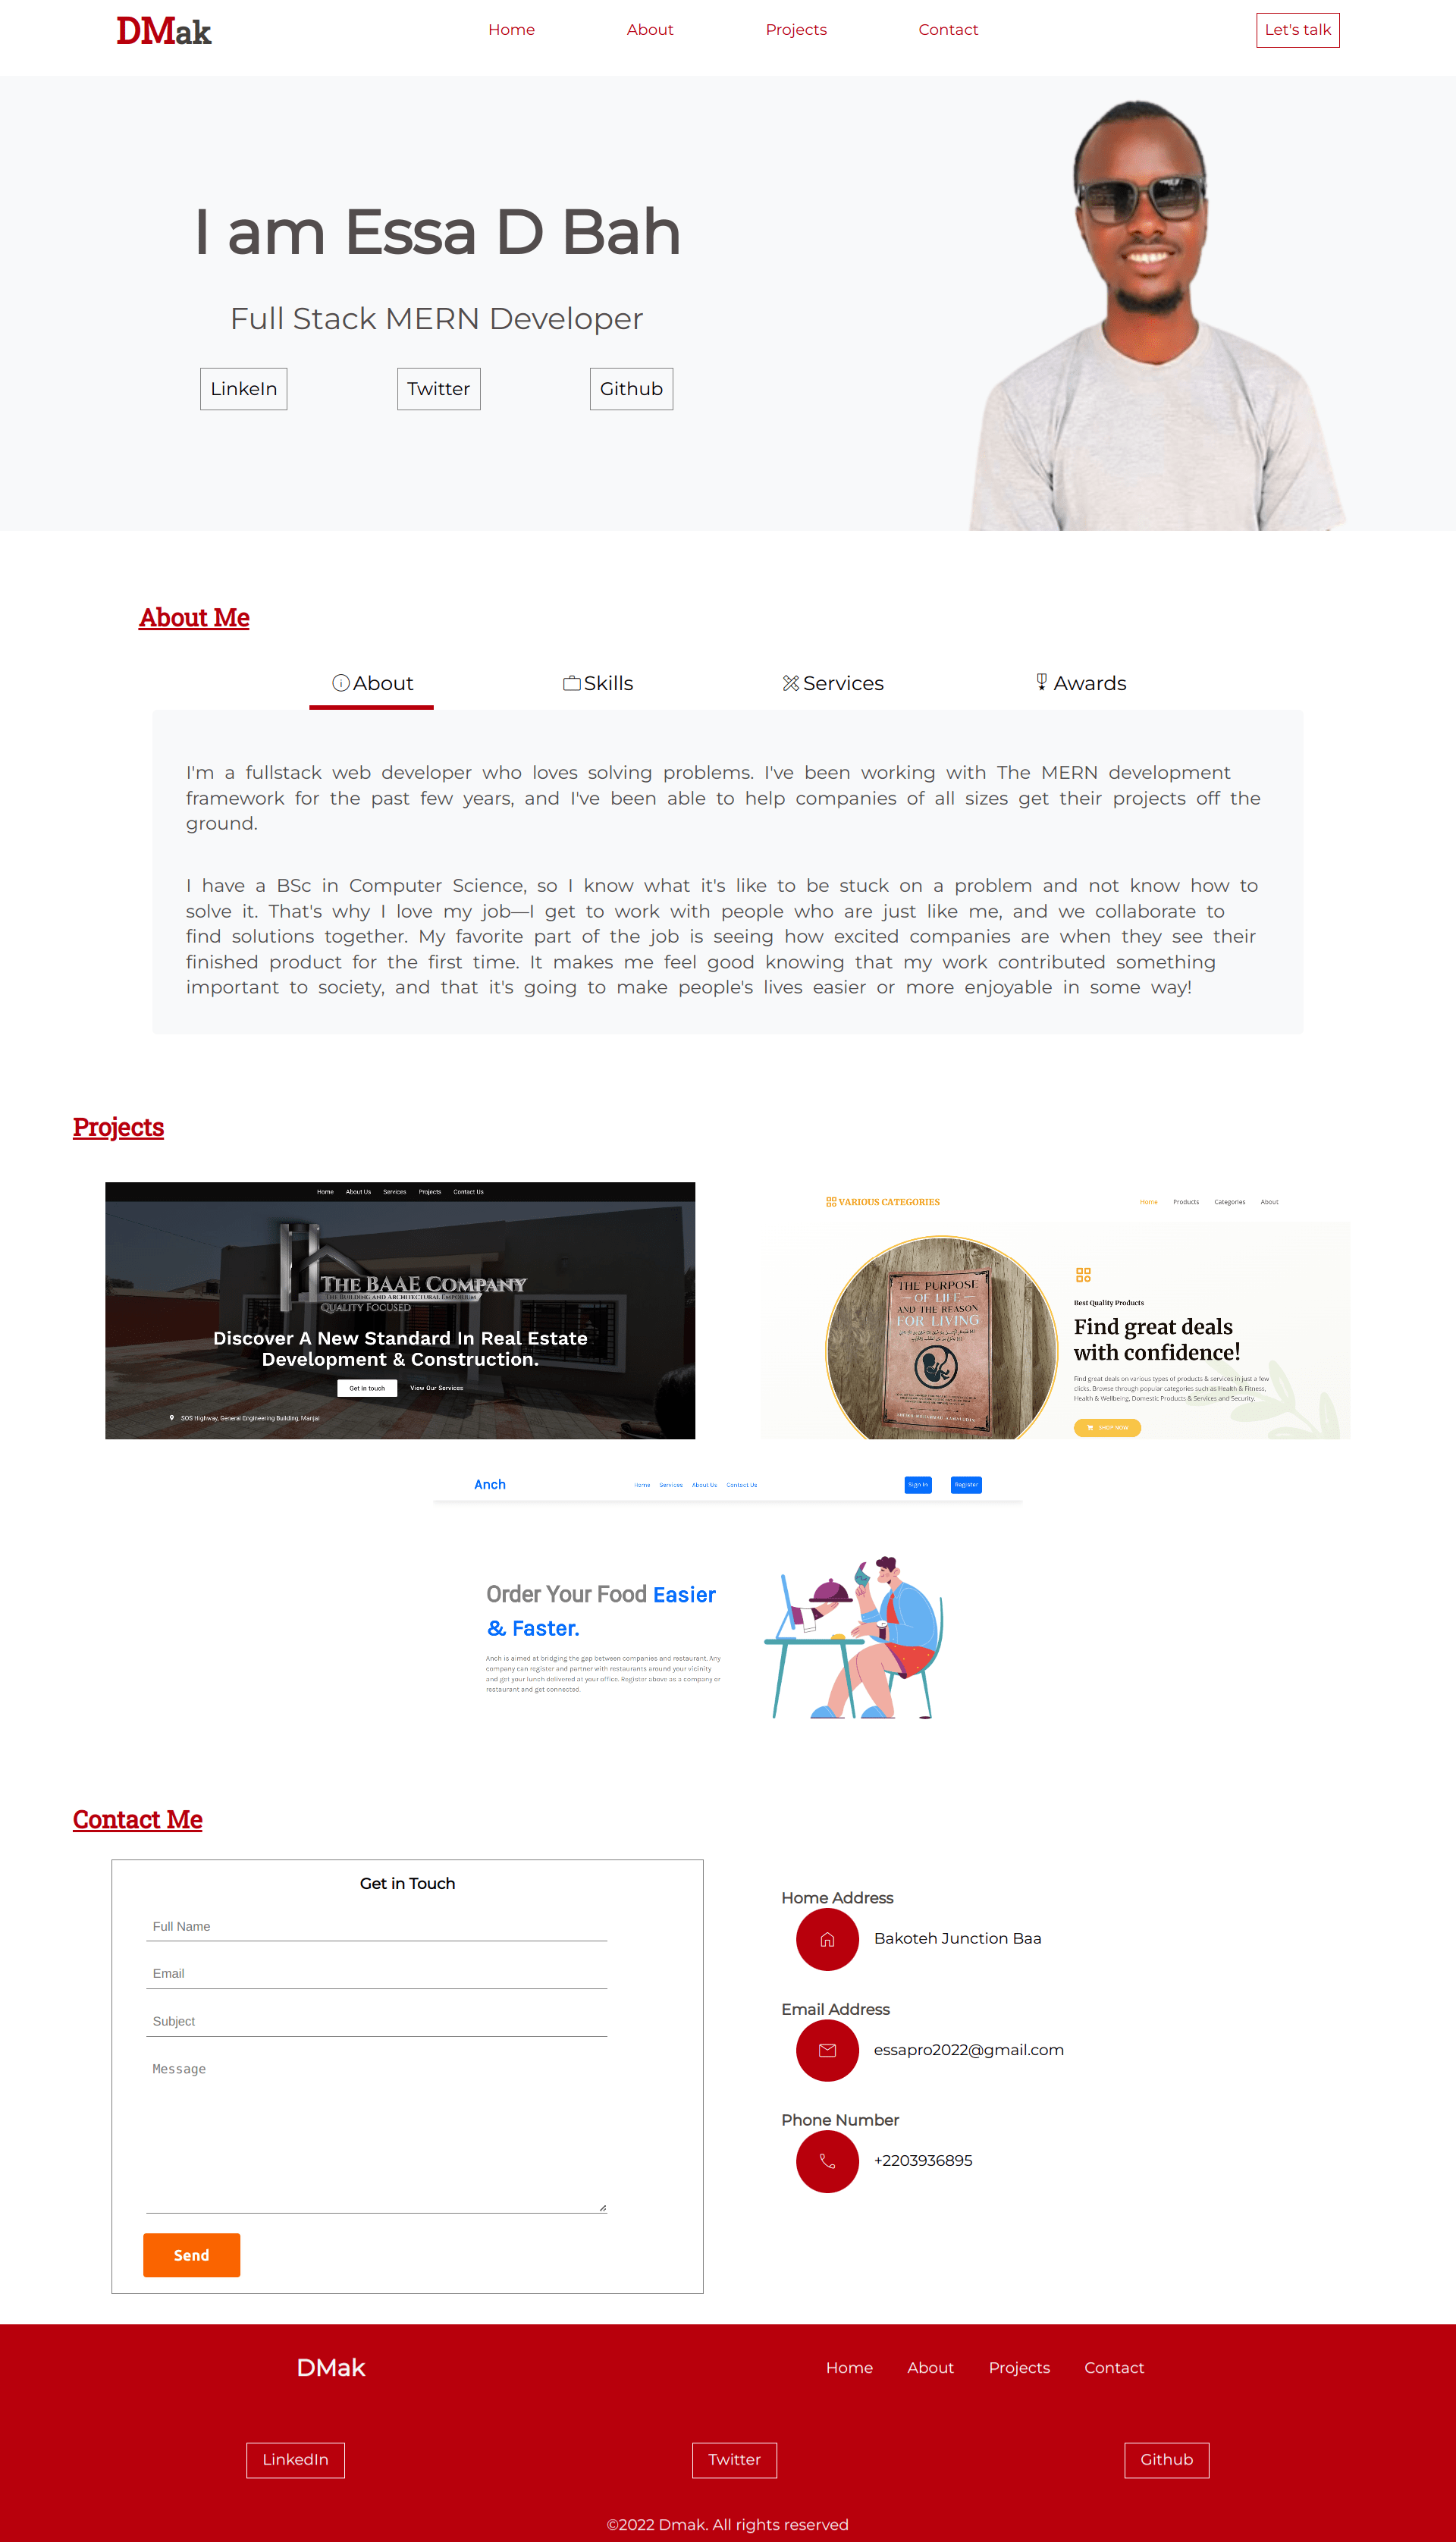 DMak
Home About Projects Contact
Let's talk
I am Essa D Bah
Full Stack MERN Developer
LinkeIn Twitter Github
About Me
About Skills Services Awards
I'm a fullstack web developer who loves solving problems. I've been working with The MERN development
framework for the past few years, and I've been able to help companies of all sizes get their projects off the
ground.
I have a BSc in Computer Science, so I know what it's like to be stuck on a problem and not know how to
solve it. That's why I love my job—I get to work with people who are just like me, and we collaborate to
find solutions together. My favorite part of the job is seeing how excited companies are when they see their
finished product for the first time. It makes me feel good knowing that my work contributed something
important to society, and that it's going to make people's lives easier or more enjoyable in some way!
Projects
Home About Us Services Projects Contact Us
The BAAE Company
The Building and Architectural Emporium
Quality Focused
Discover A New Standard In Real Estate
Development & Construction.
Get in touch View Our Services
SOS Highway, General Engineering Building, Manjai
VARIOUS CATEGORIES
Home Products Categories About
THE PURPOSE
OF LIFE
AND THE REASON
FOR LIVING
Best Quality Products
Find great deals
with confidence!
Find great deals on various types of products & services in just a few
clicks. Browse through popular categories such as Health & Fitness,
Health & Wellbeing, Domestic Products & Services and Security.
SHOP NOW
Anch
Home Services About Us Contact Us
Sign In Register
Order Your Food Easier
& Faster.
Anch is aimed at bridging the gap between companies and restaurant. Any
company can register and partner with restaurants around your vicinity
and get your lunch delivered at your office. Register above as a company or
restaurant and get connected.
Contact Me
Get in Touch
Full Name
Email
Subject
Message
Send
Home Address
Bakoteh Junction Baa
Email Address
essapro2022@gmail.com
Phone Number
+2203936895
DMak
Home About Projects Contact
LinkedIn Twitter Github
©2022 Dmak. All rights reserved